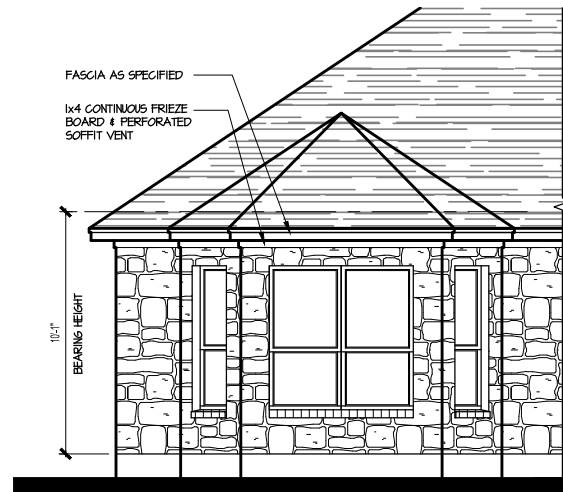 FASCIA AS SPECIFIED
1x4 CONTINUOUS FRIEZE
BOARD & PERFORATED
SOFFIT VENT
10'-1"
BEARING HEIGHT